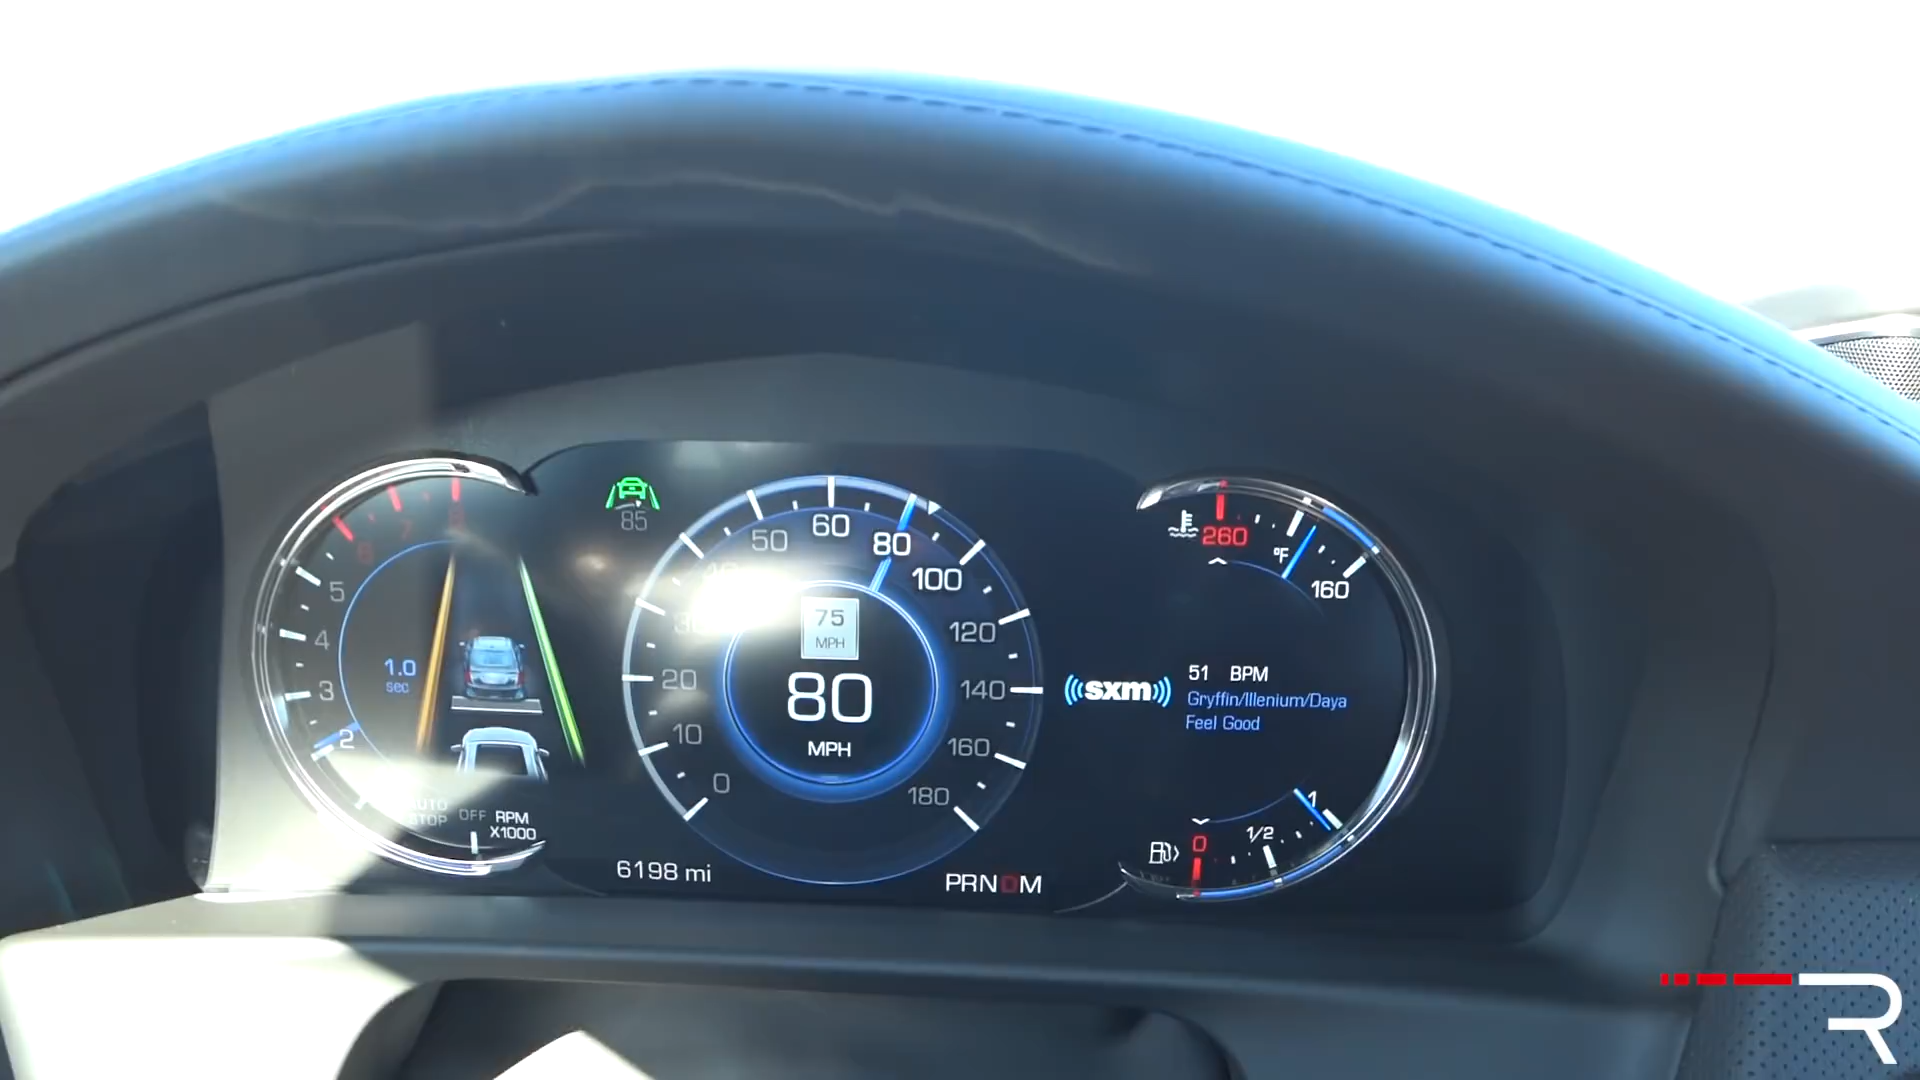 85
5
4
3
2
1.0
sec
AUTO
STOP
OFF
RPM
X1000
0
10
20
50
60
80
100
120
140
160
180
75
MPH
80
MPH
6198 mi
PRNDM
260
°F
160
sxm
51 BPM
Gryffin/Illenium/Daya
Feel Good
0
1/2
1
R